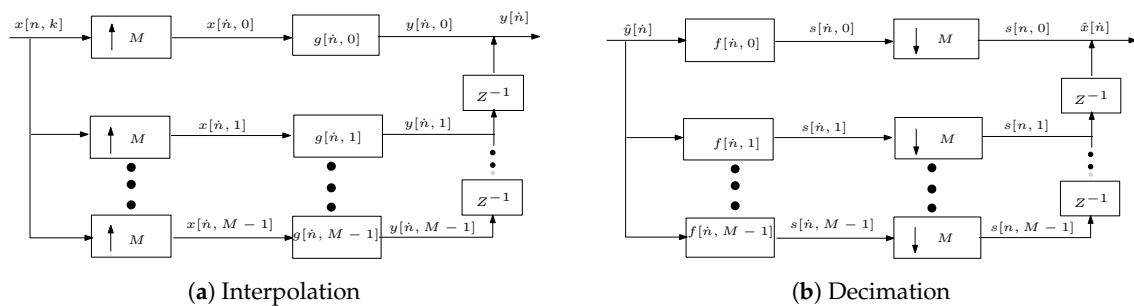 x[n, k]
M
x[ṅ, 0]
g[ṅ, 0]
y[ṅ, 0]
y[ṅ]
Z⁻¹
M
x[ṅ, 1]
g[ṅ, 1]
y[ṅ, 1]
Z⁻¹
M
x[ṅ, M − 1]
g[ṅ, M − 1]
y[ṅ, M − 1]
(a) Interpolation
ŷ[ṅ]
f[ṅ, 0]
s[ṅ, 0]
M
s[n, 0]
x̂[ṅ]
Z⁻¹
f[ṅ, 1]
s[ṅ, 1]
M
s[n, 1]
Z⁻¹
f[ṅ, M − 1]
s[ṅ, M − 1]
M
s[n, M − 1]
(b) Decimation